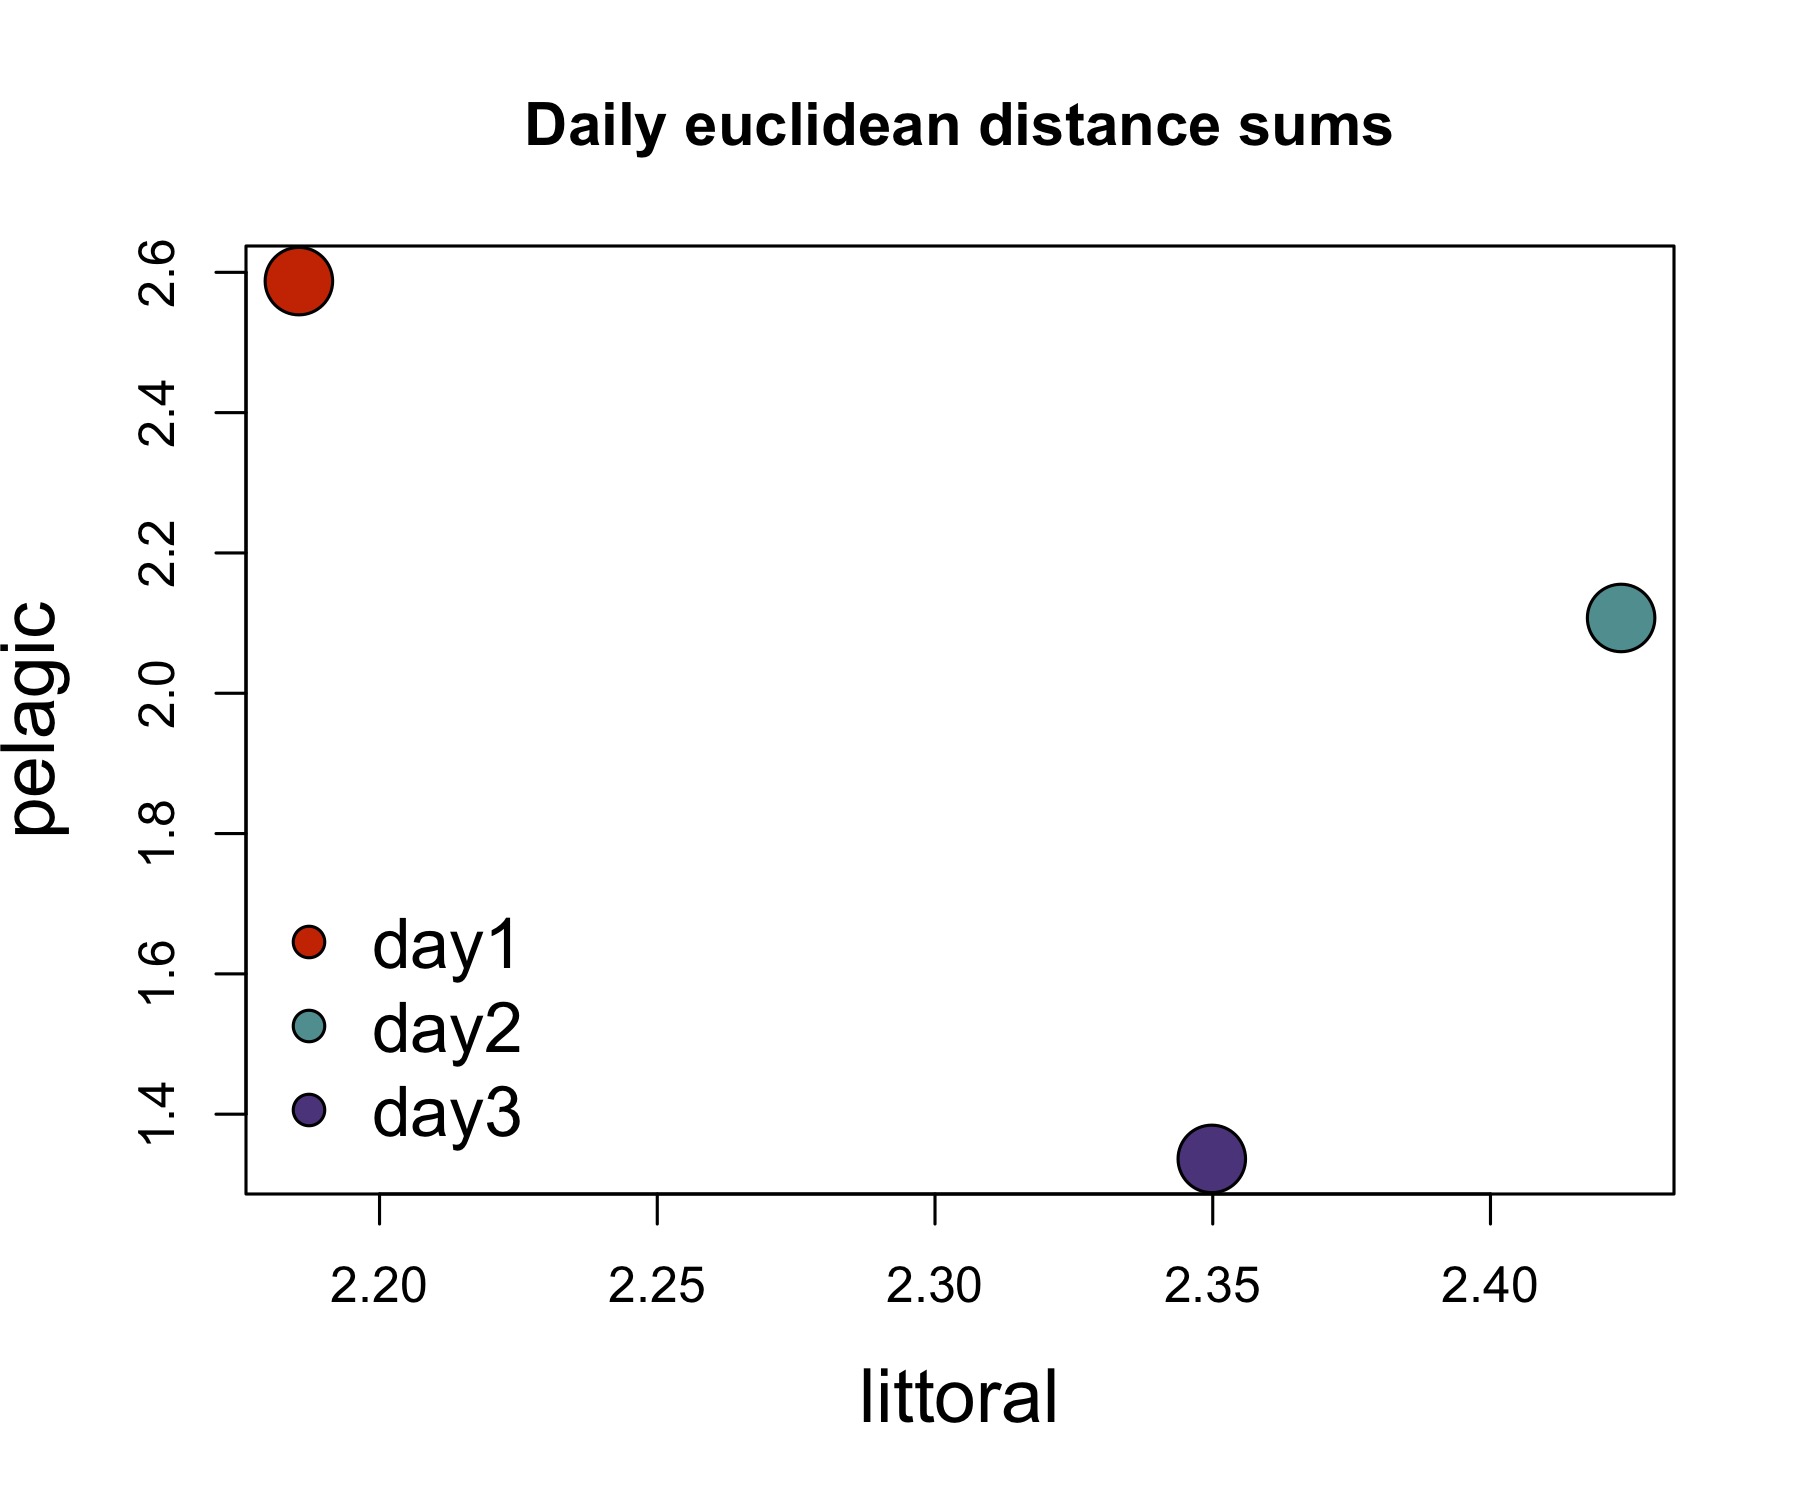 Daily euclidean distance sums
pelagic
2.6
2.4
2.2
2.0
1.8
1.6
1.4
day1
day2
day3
2.20 2.25 2.30 2.35 2.40
littoral